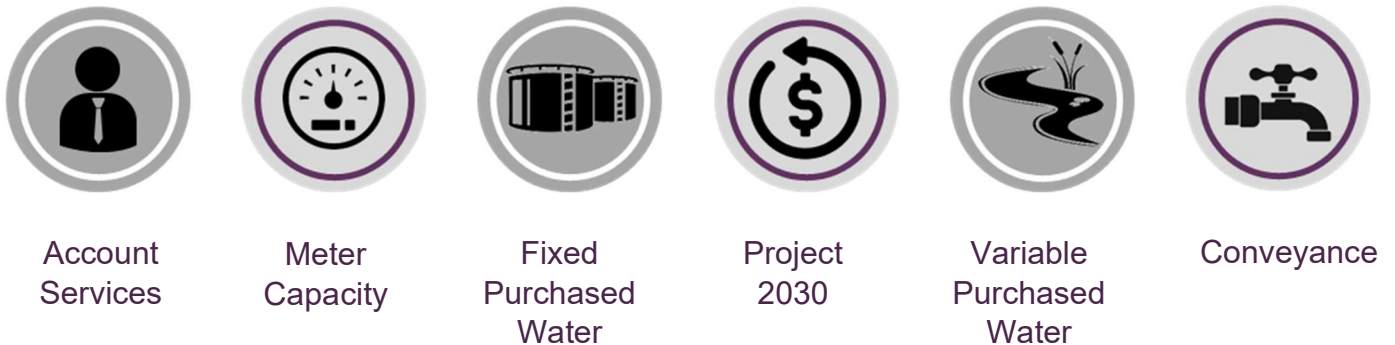 $
Account
Services
Meter
Capacity
Fixed
Purchased
Water
Project
2030
Variable
Purchased
Water
Conveyance